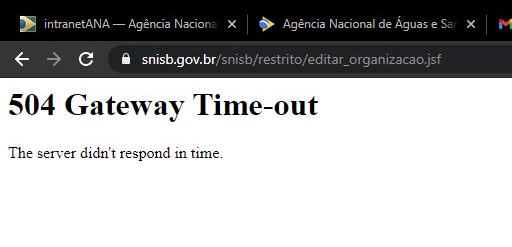 intranetANA — Agência Naciona
Agência Nacional de Águas e Sar
snisb.gov.br/snisb/restrito/editar_organizacao.jsf
504 Gateway Time-out
The server didn't respond in time.